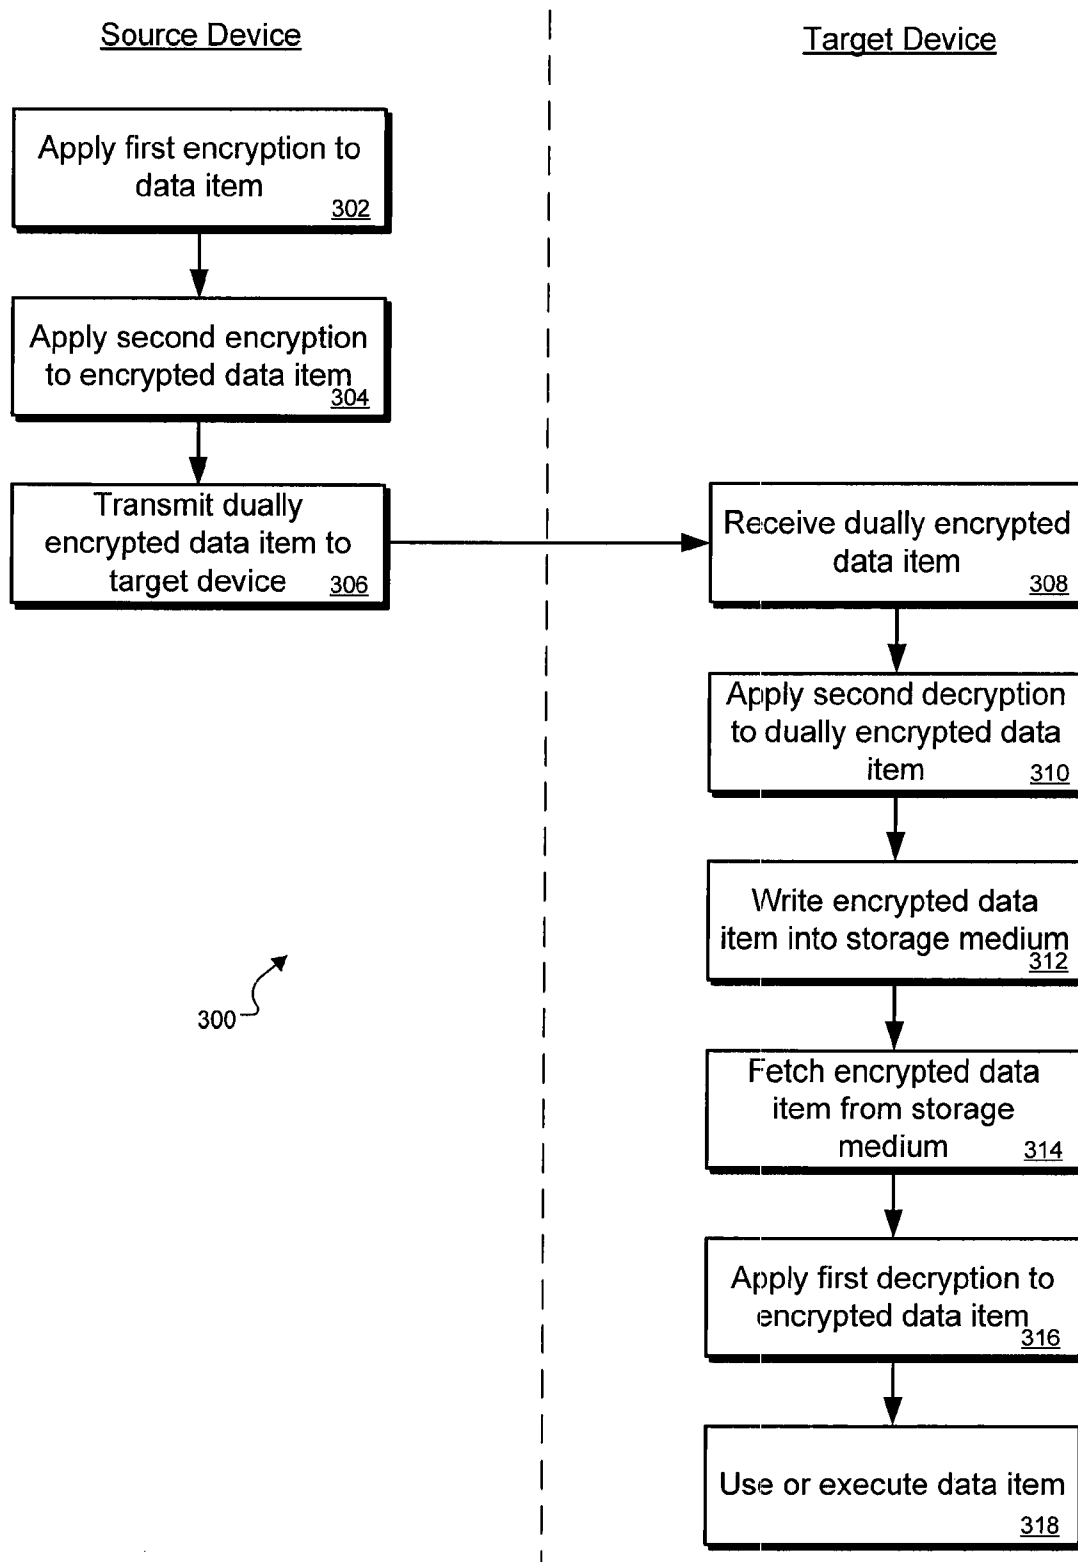 Source Device
Target Device
Apply first encryption to
data item
302
Apply second encryption
to encrypted data item
304
Transmit dually
encrypted data item to
target device
306
Receive dually encrypted
data item
308
Apply second decryption
to dually encrypted data
item
310
Write encrypted data
item into storage medium
312
Fetch encrypted data
item from storage
medium
314
Apply first decryption to
encrypted data item
316
Use or execute data item
318
300